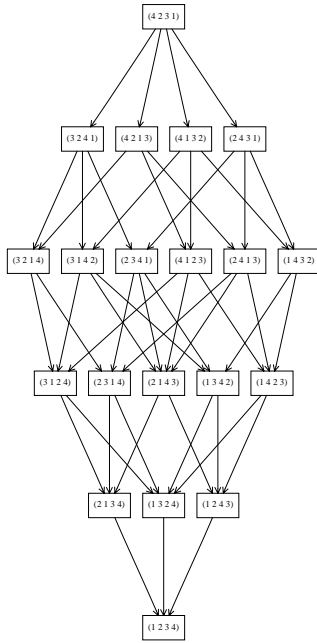 (4 2 3 1)
(3 2 4 1) (4 2 1 3) (4 1 3 2) (2 4 3 1)
(3 2 1 4) (3 1 4 2) (2 3 4 1) (4 1 2 3) (2 4 1 3) (1 4 3 2)
(3 1 2 4) (2 3 1 4) (2 1 4 3) (1 3 4 2) (1 4 2 3)
(2 1 3 4) (1 3 2 4) (1 2 4 3)
(1 2 3 4)